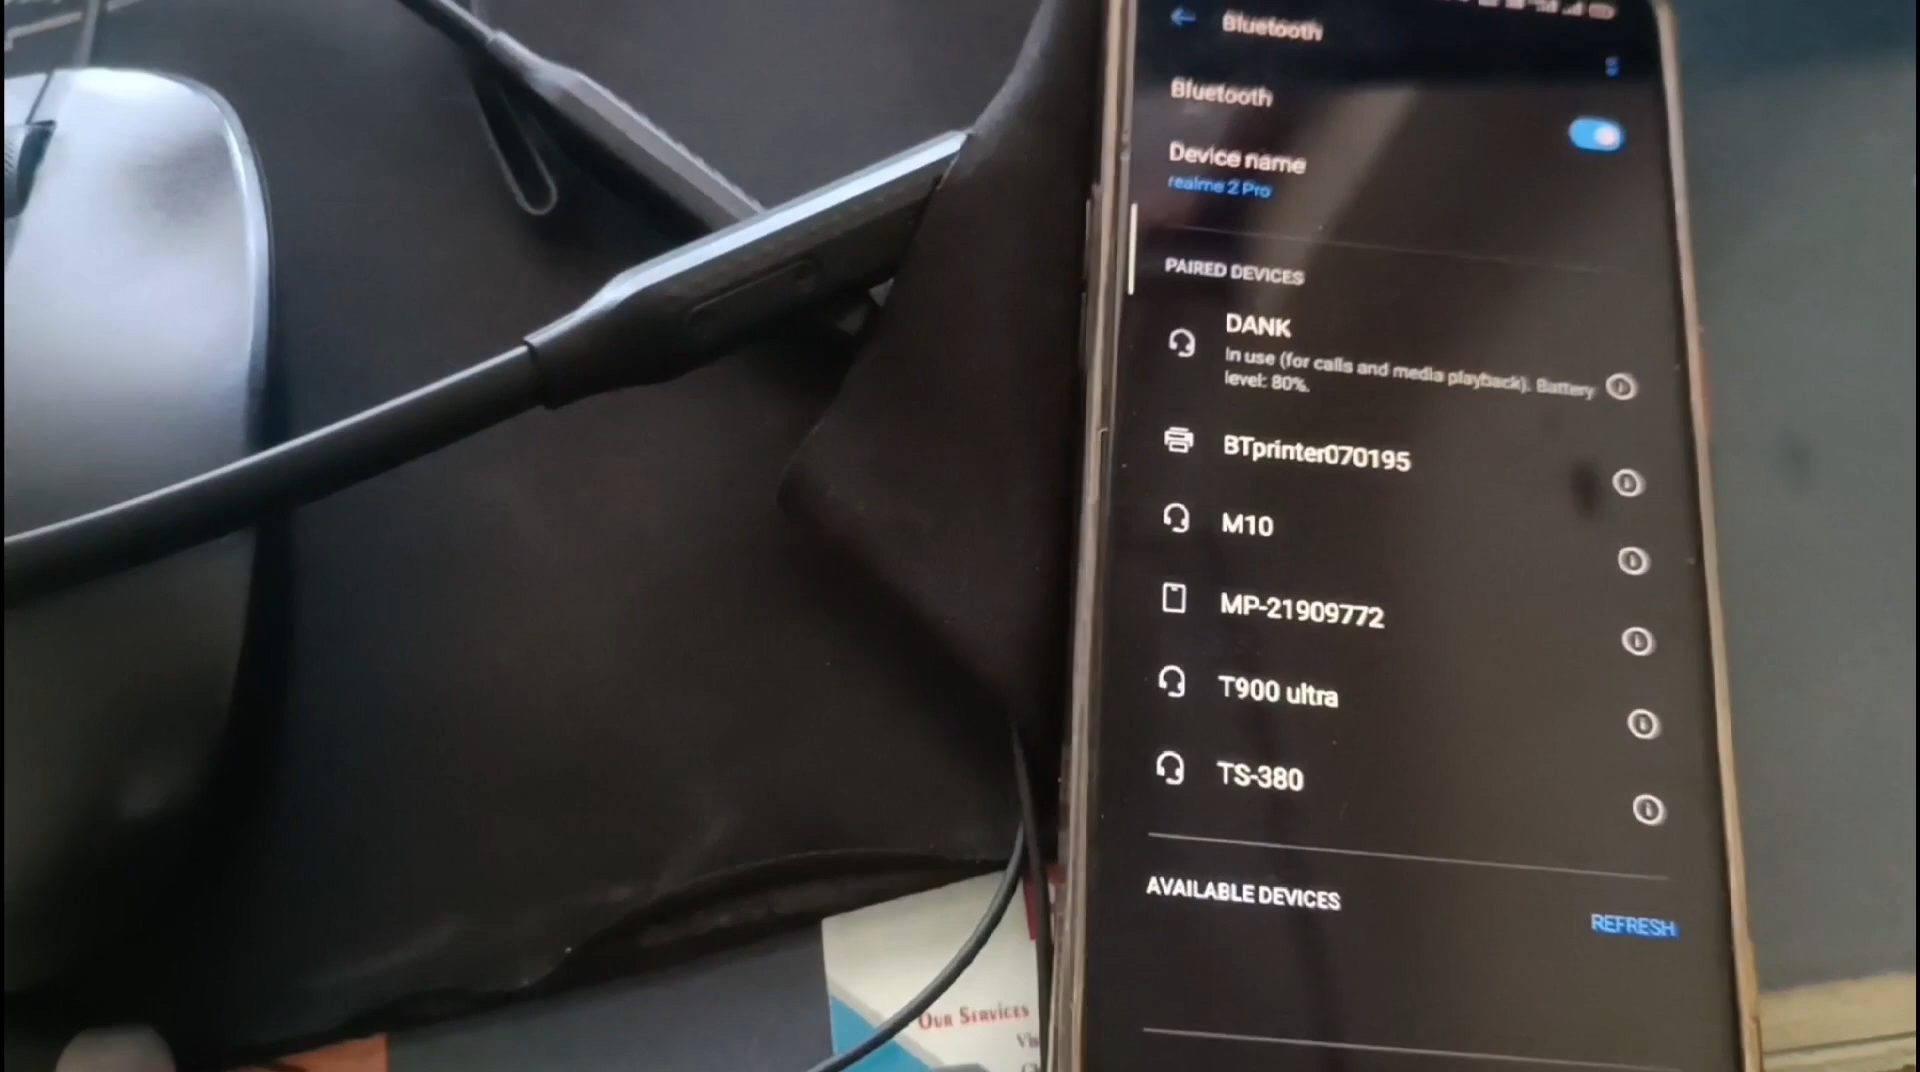 Bluetooth
Bluetooth
Device name
realme 2 Pro
PAIRED DEVICES
DANK
In use (for calls and media playback). Battery
level: 80%.
BTprinter070195
M10
MP-21909772
T900 ultra
TS-380
AVAILABLE DEVICES
REFRESH
OUR SERVICES